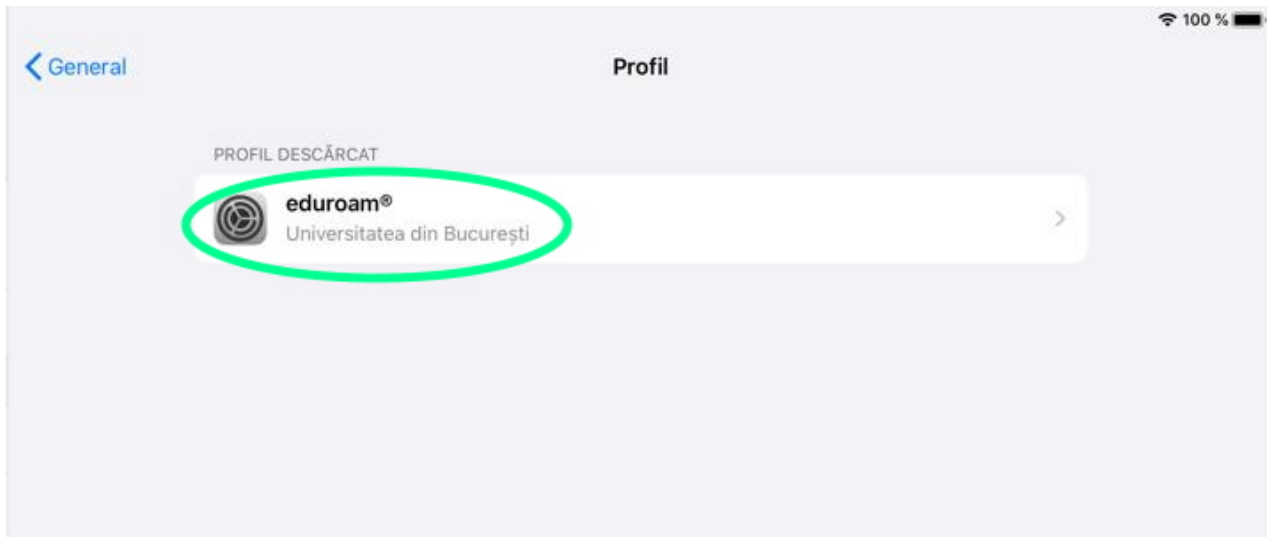 100 %
General
Profil
PROFIL DESCĂRCAT
eduroam®
Universitatea din București